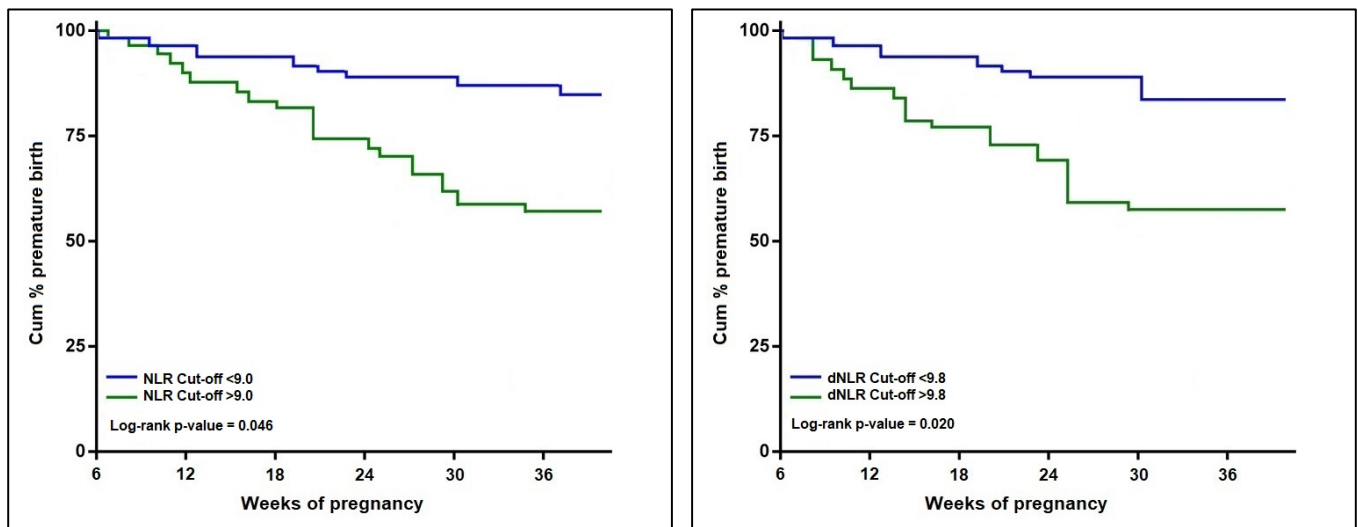 Cum % premature birth
100
75
50
25
0
NLR Cut-off <9.0
NLR Cut-off >9.0
Log-rank p-value = 0.046
6 12 18 24 30 36
Weeks of pregnancy
Cum % premature birth
100
75
50
25
0
dNLR Cut-off <9.8
dNLR Cut-off >9.8
Log-rank p-value = 0.020
6 12 18 24 30 36
Weeks of pregnancy